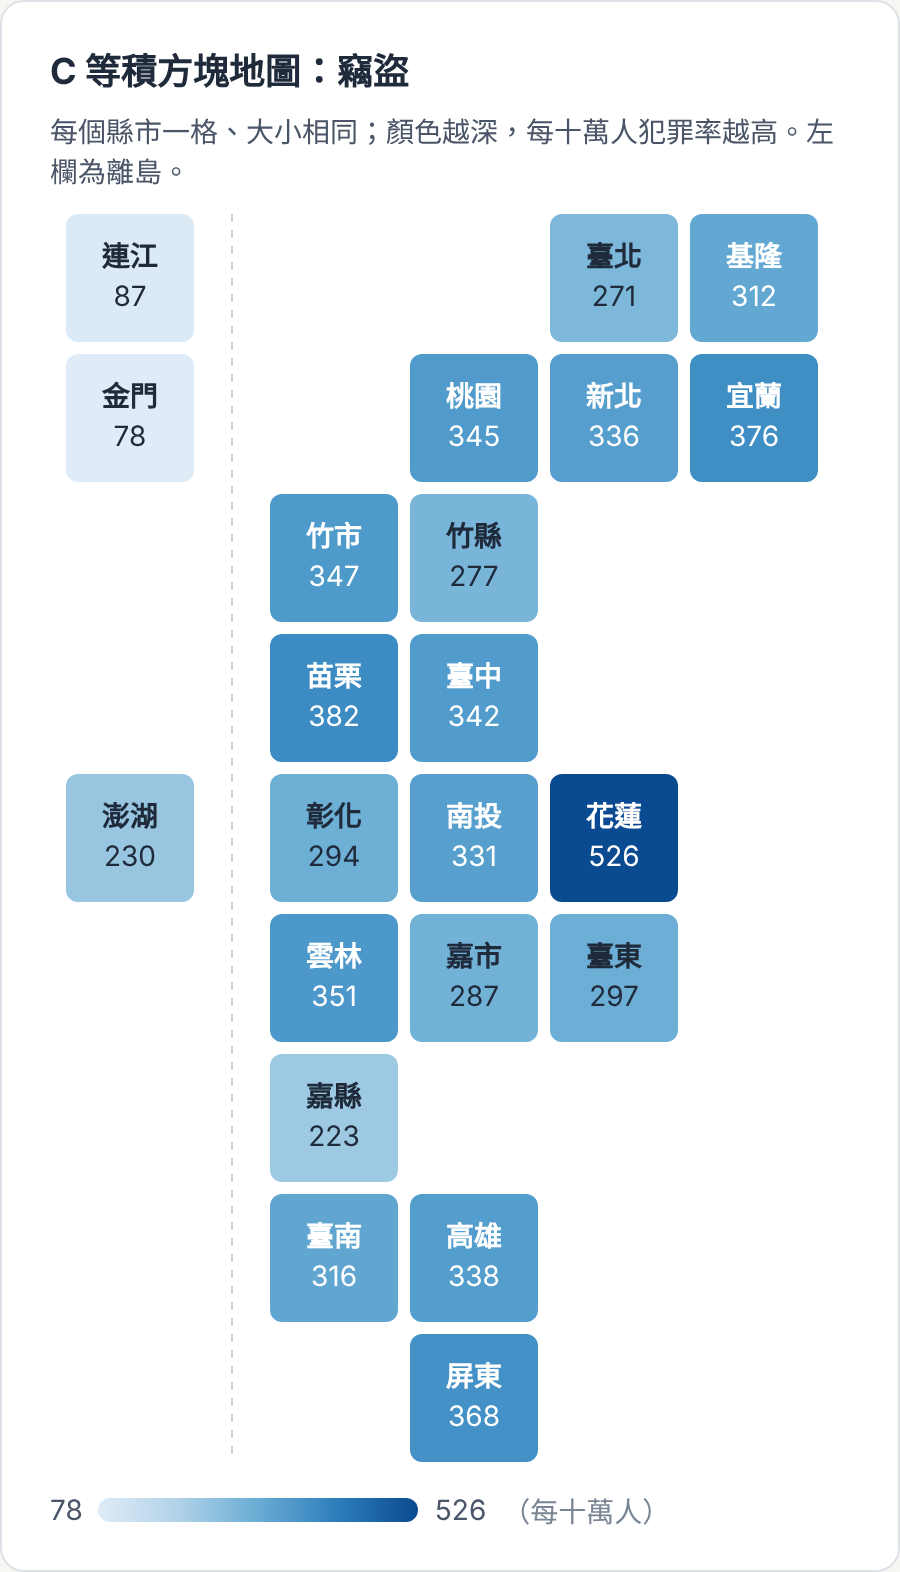 C 等積方塊地圖：竊盜
每個縣市一格、大小相同；顏色越深，每十萬人犯罪率越高。左
欄為離島。
連江
87
臺北
271
基隆
312
金門
78
桃園
345
新北
336
宜蘭
376
竹市
347
竹縣
277
苗栗
382
臺中
342
澎湖
230
彰化
294
南投
331
花蓮
526
雲林
351
嘉市
287
臺東
297
嘉縣
223
臺南
316
高雄
338
屏東
368
78 526 （每十萬人）